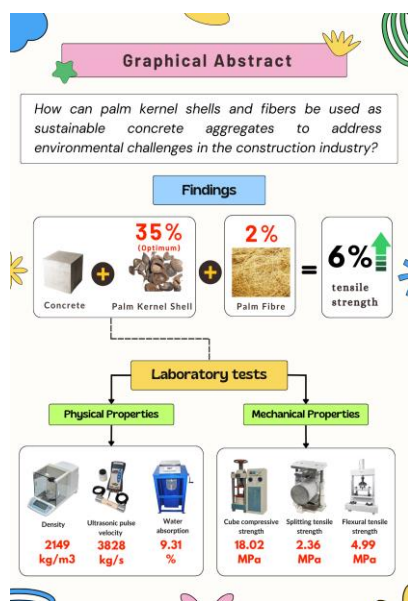 Graphical Abstract
How can palm kernel shells and fibers be used as
sustainable concrete aggregates to address
environmental challenges in the construction industry?
Findings
35%
(Optimum)
2%
6%
Concrete
+
Palm Kernel Shell
+
Palm Fibre
=
tensile
strength
Laboratory tests
Physical Properties
Mechanical Properties
Density
2149
kg/m3
Ultrasonic pulse
velocity
3828
kg/s
Water
absorption
9.31
%
Cube compressive
strength
18.02
MPa
Splitting tensile
strength
2.36
MPa
Flexural tensile
strength
4.99
MPa